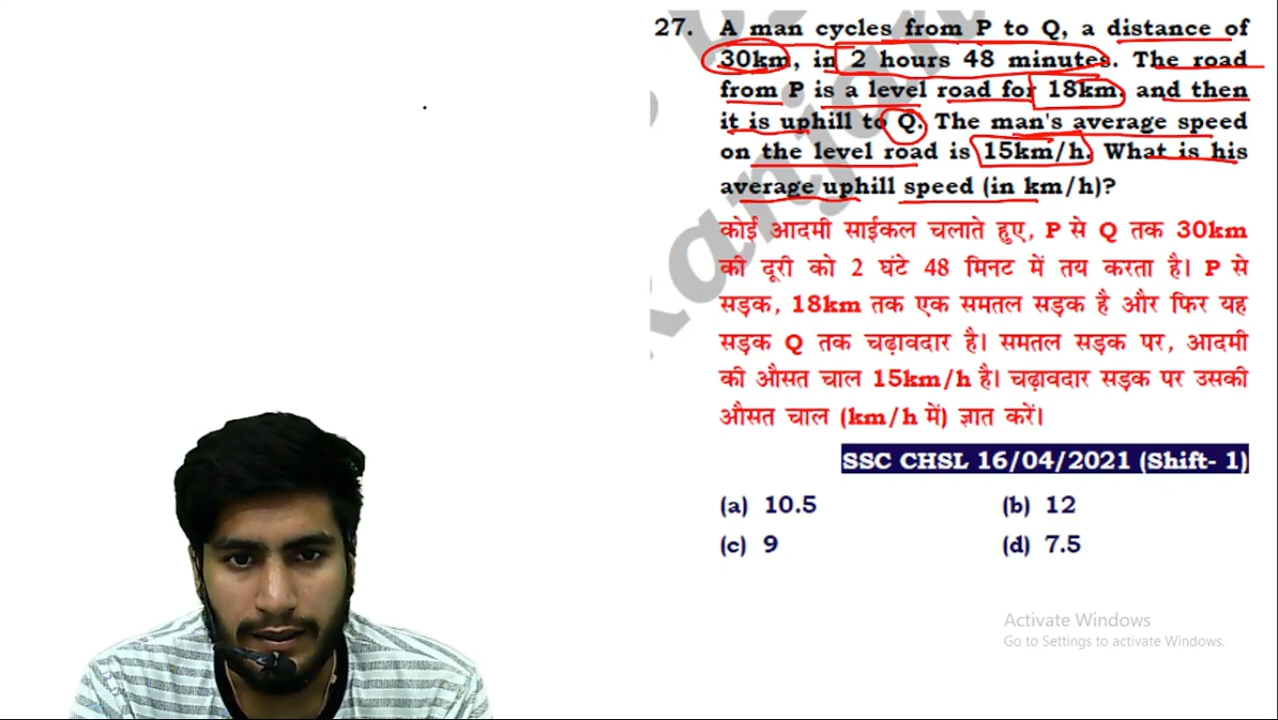 27. A man cycles from P to Q, a distance of
30km, in 2 hours 48 minutes. The road
from P is a level road for 18km, and then
it is uphill to Q. The man's average speed
on the level road is 15km/h. What is his
average uphill speed (in km/h)?
कोई आदमी साईकल चलाते हुए, P से Q तक 30km
की दूरी को 2 घंटे 48 मिनट में तय करता है। P से
सड़क, 18km तक एक समतल सड़क है और फिर यह
सड़क Q तक चढ़ावदार है। समतल सड़क पर, आदमी
की औसत चाल 15km/h है। चढ़ावदार सड़क पर उसकी
औसत चाल (km/h में) ज्ञात करें।
SSC CHSL 16/04/2021 (Shift- 1)
(a) 10.5 (b) 12
(c) 9 (d) 7.5
Activate Windows
Go to Settings to activate Windows.